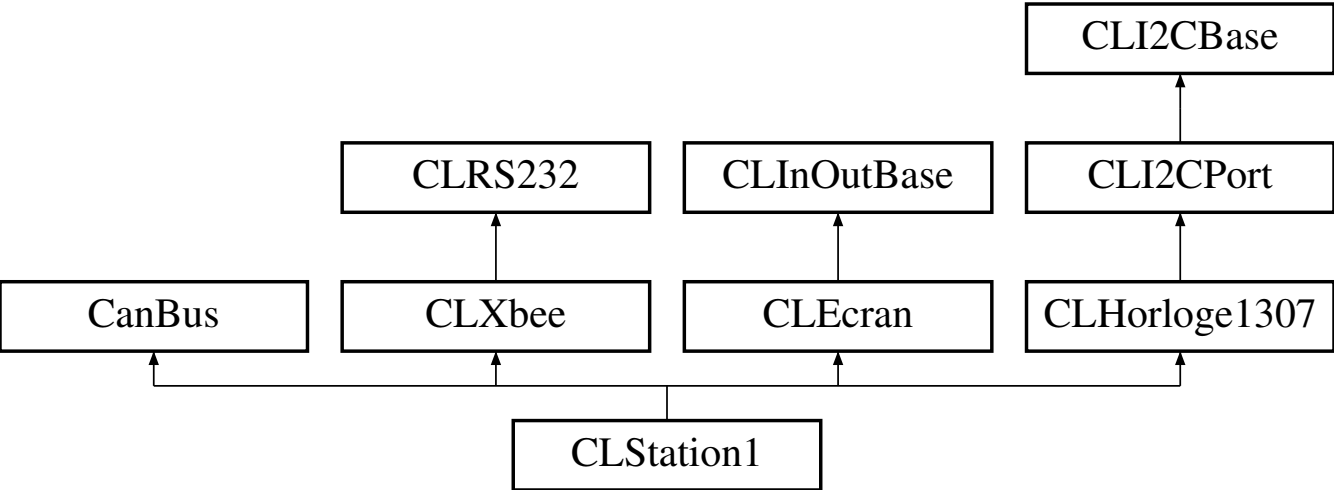 CLI2CBase
CLRS232
CLInOutBase
CLI2CPort
CanBus
CLXbee
CLEcran
CLHorloge1307
CLStation1